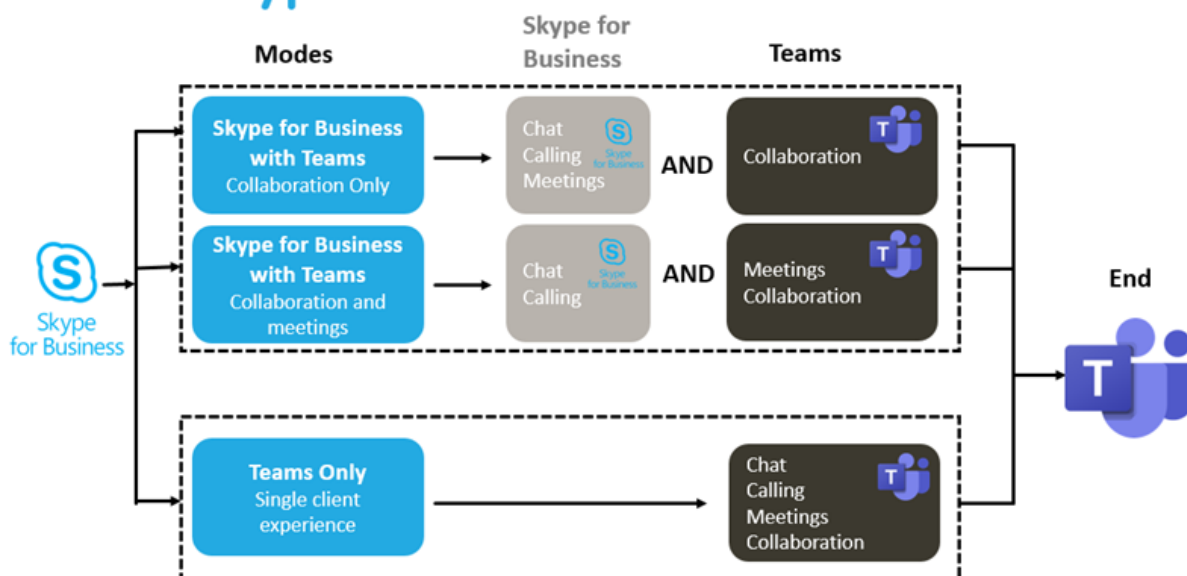 Modes
Skype for
Business
Teams
Skype for Business
with Teams
Collaboration Only
Chat
Calling
Meetings
S
Skype
for Business
AND
Collaboration
T
Skype for Business
with Teams
Collaboration and
meetings
Chat
Calling
S
Skype
for Business
AND
Meetings
Collaboration
T
S
Skype
for Business
End
T
Teams Only
Single client
experience
Chat
Calling
Meetings
Collaboration
T